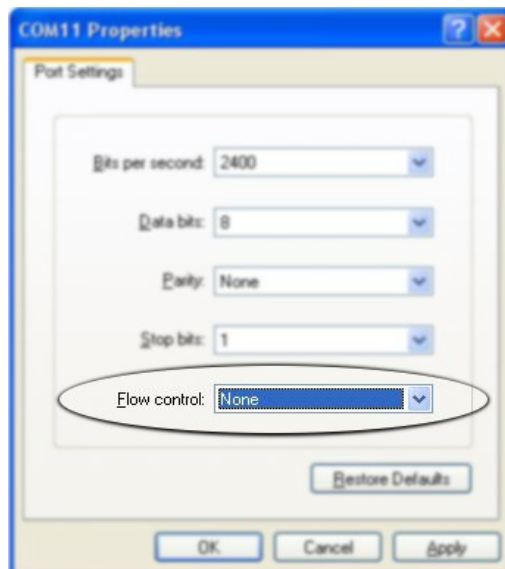 COM11 Properties
Port Settings
Bits per second: 2400
Data bits: 8
Parity: None
Stop bits: 1
Flow control: None
Restore Defaults
OK Cancel Apply